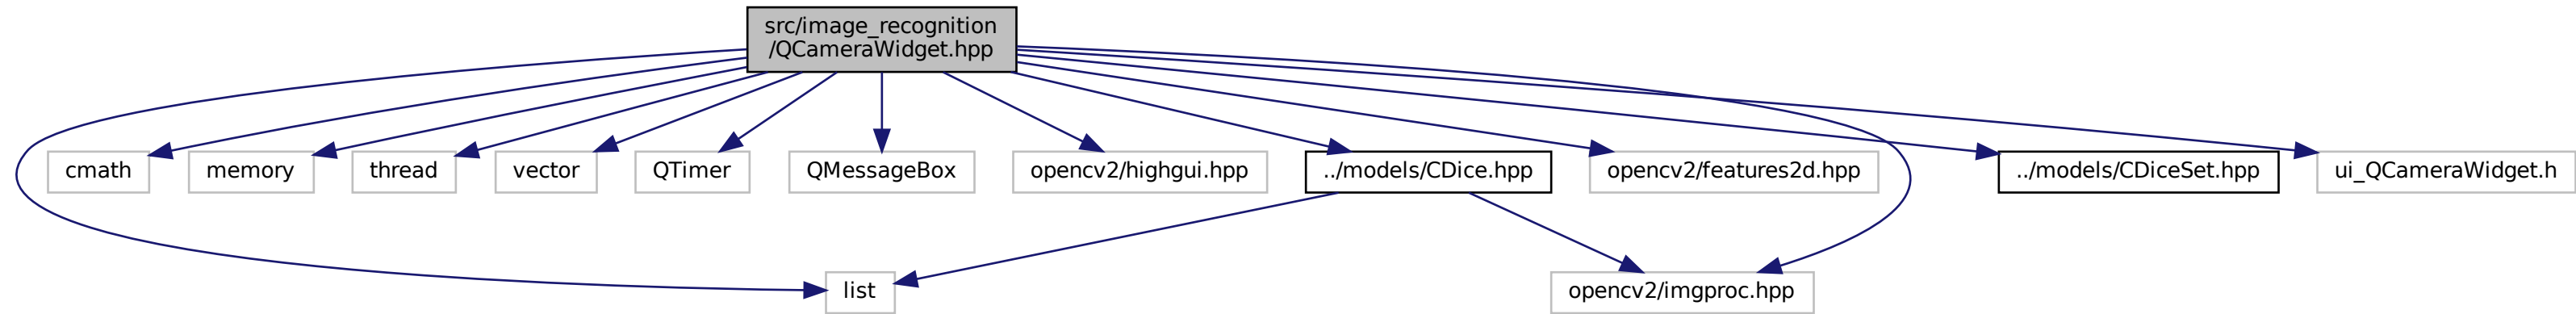 src/image_recognition
/QCameraWidget.hpp
cmath
memory
thread
vector
QTimer
QMessageBox
opencv2/highgui.hpp
../models/CDice.hpp
opencv2/features2d.hpp
../models/CDiceSet.hpp
ui_QCameraWidget.h
list
opencv2/imgproc.hpp